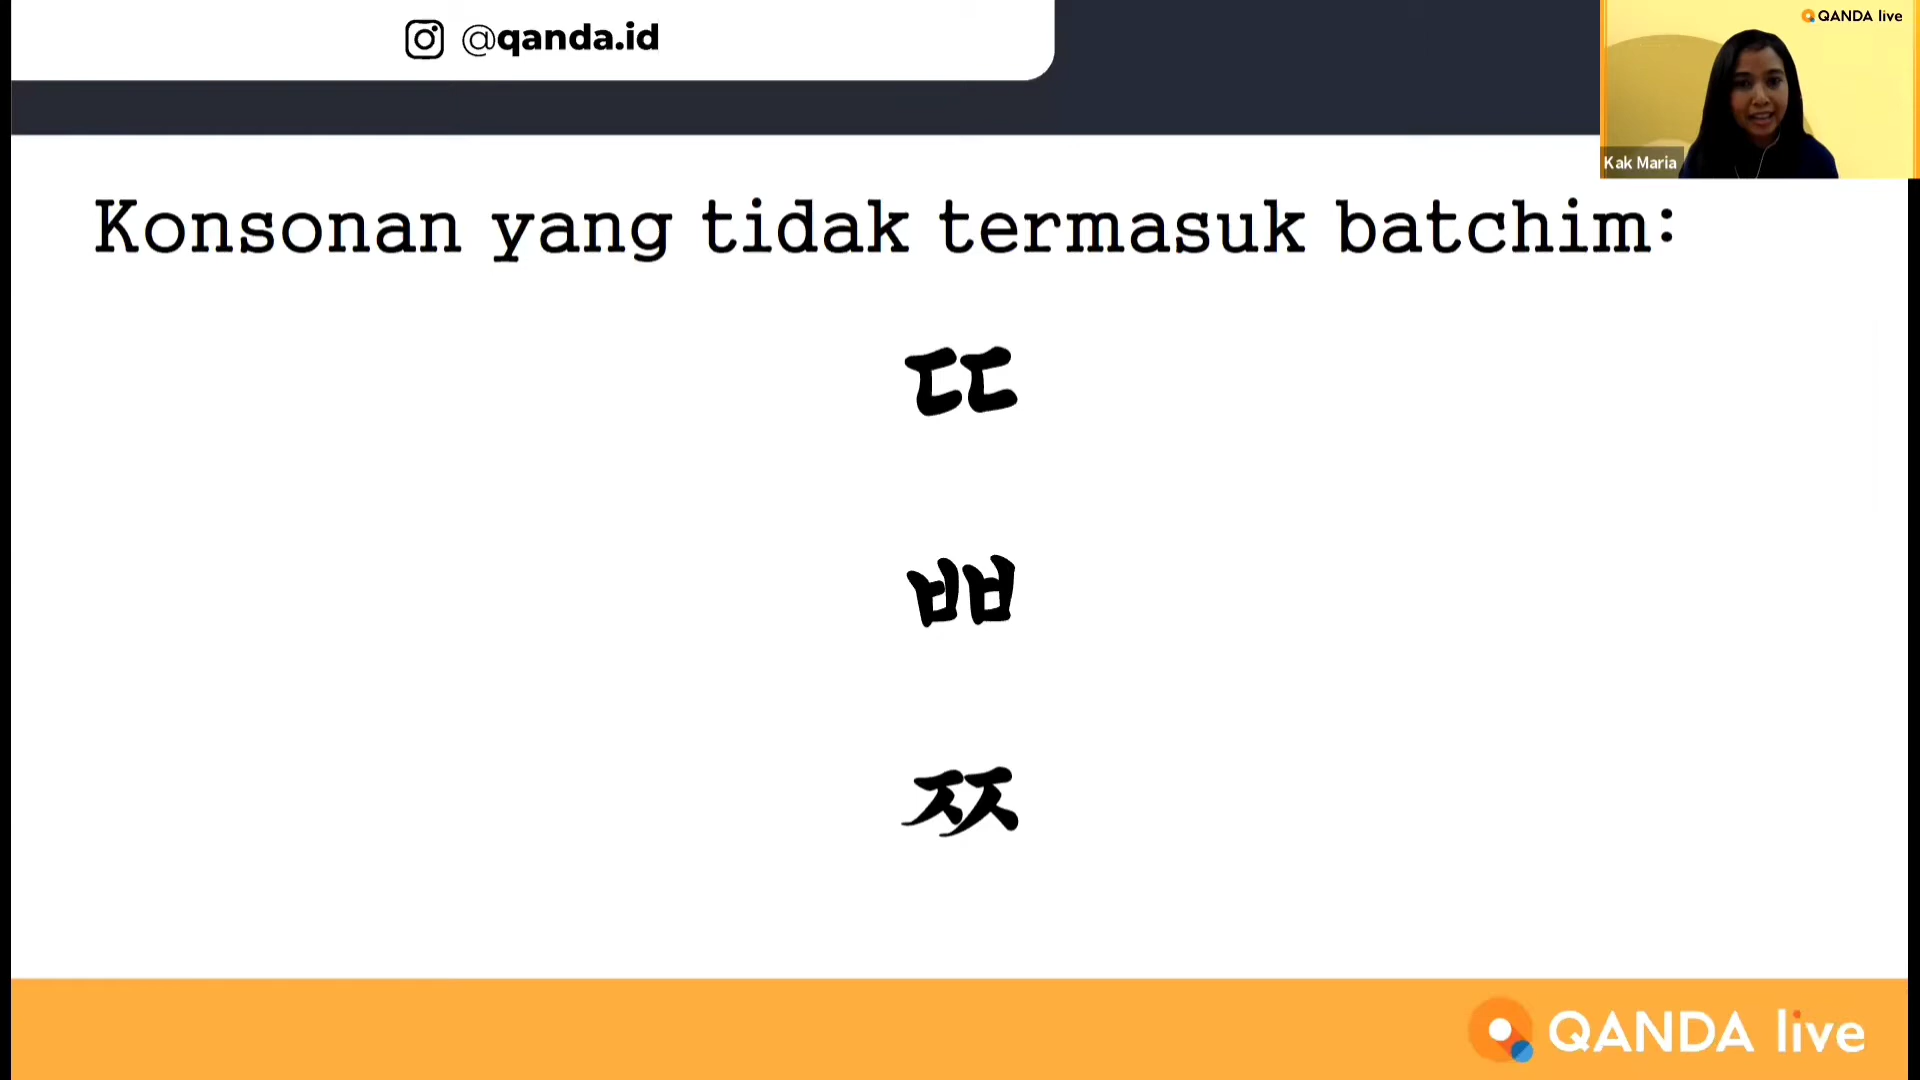 @qanda.id
QANDA live
Kak Maria
Konsonan yang tidak termasuk batchim:
ㄸ
ㅃ
ㅉ
QANDA live